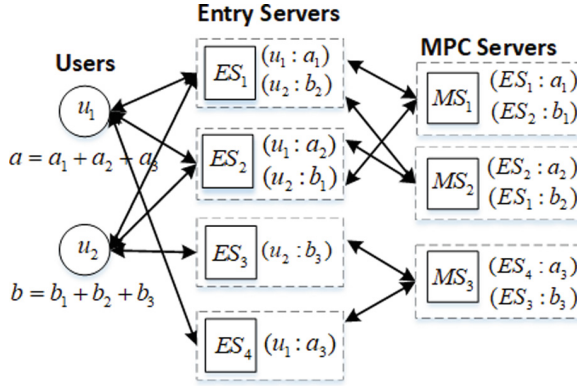 Entry Servers
MPC Servers
Users
u₁
a = a₁ + a₂ + a₃
u₂
b = b₁ + b₂ + b₃
ES₁ (u₁ : a₁)
(u₂ : b₂)
ES₂ (u₁ : a₂)
(u₂ : b₁)
ES₃ (u₂ : b₃)
ES₄ (u₁ : a₃)
MS₁ (ES₁ : a₁)
(ES₂ : b₁)
MS₂ (ES₂ : a₂)
(ES₁ : b₂)
MS₃ (ES₄ : a₃)
(ES₃ : b₃)